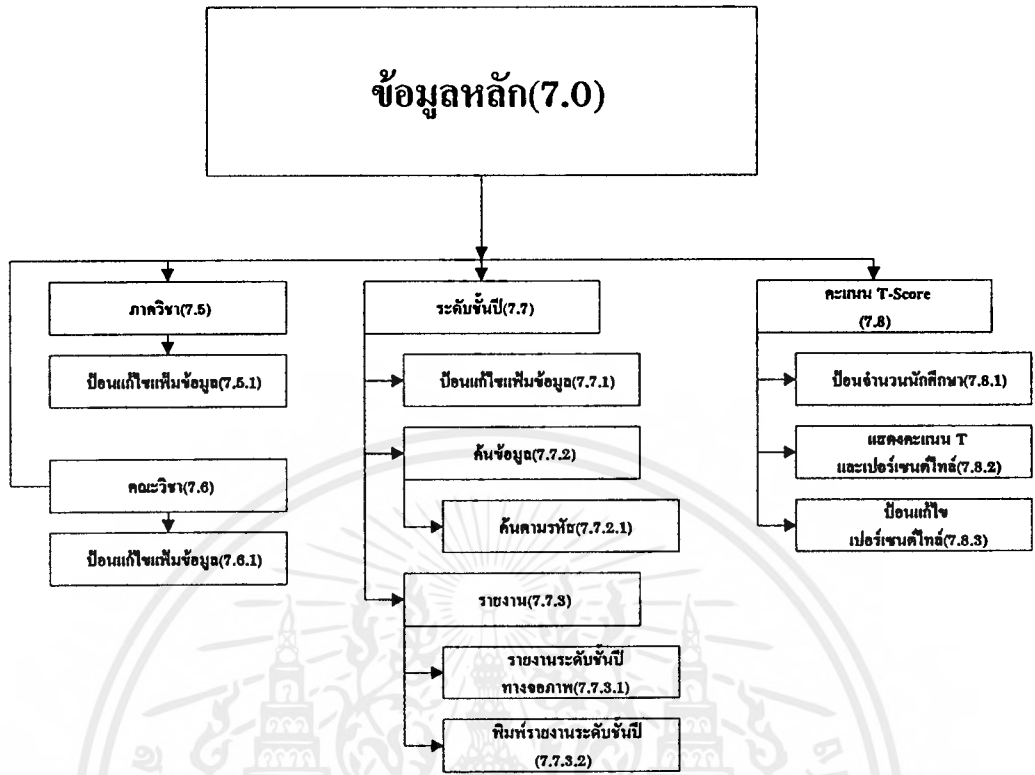 ข้อมูลหลัก(7.0)
ภาควิชา(7.5)
ป้อนแก้ไขแฟ้มข้อมูล(7.5.1)
คณะวิชา(7.6)
ป้อนแก้ไขแฟ้มข้อมูล(7.6.1)
ระดับชั้นปี(7.7)
ป้อนแก้ไขแฟ้มข้อมูล(7.7.1)
ค้นข้อมูล(7.7.2)
ค้นตามรหัส(7.7.2.1)
รายงาน(7.7.3)
รายงานระดับชั้นปี
ทางจอภาพ(7.7.3.1)
พิมพ์รายงานระดับชั้นปี
(7.7.3.2)
คะแนน T-Score
(7.8)
ป้อนจำนวนนักศึกษา(7.8.1)
แสดงคะแนน T
และเปอร์เซนต์ไทล์(7.8.2)
ป้อนแก้ไข
เปอร์เซนต์ไทล์(7.8.3)